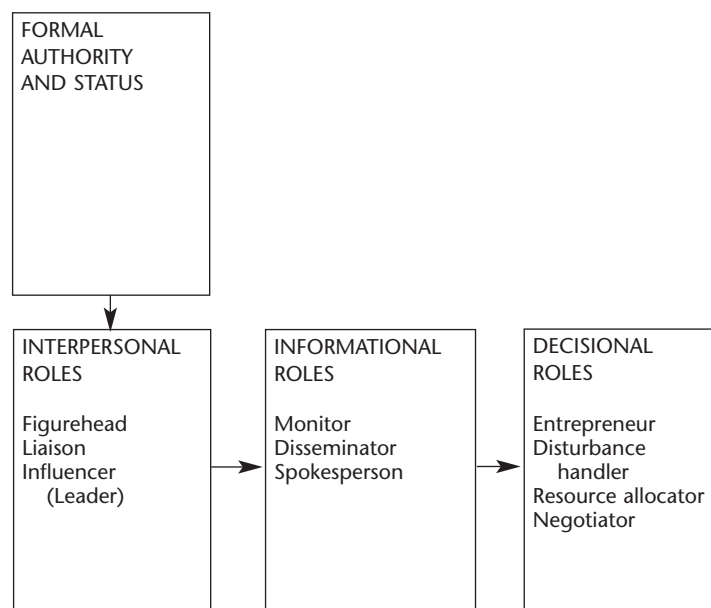 FORMAL
AUTHORITY
AND STATUS
INTERPERSONAL
ROLES
Figurehead
Liaison
Influencer
(Leader)
INFORMATIONAL
ROLES
Monitor
Disseminator
Spokesperson
DECISIONAL
ROLES
Entrepreneur
Disturbance
handler
Resource allocator
Negotiator